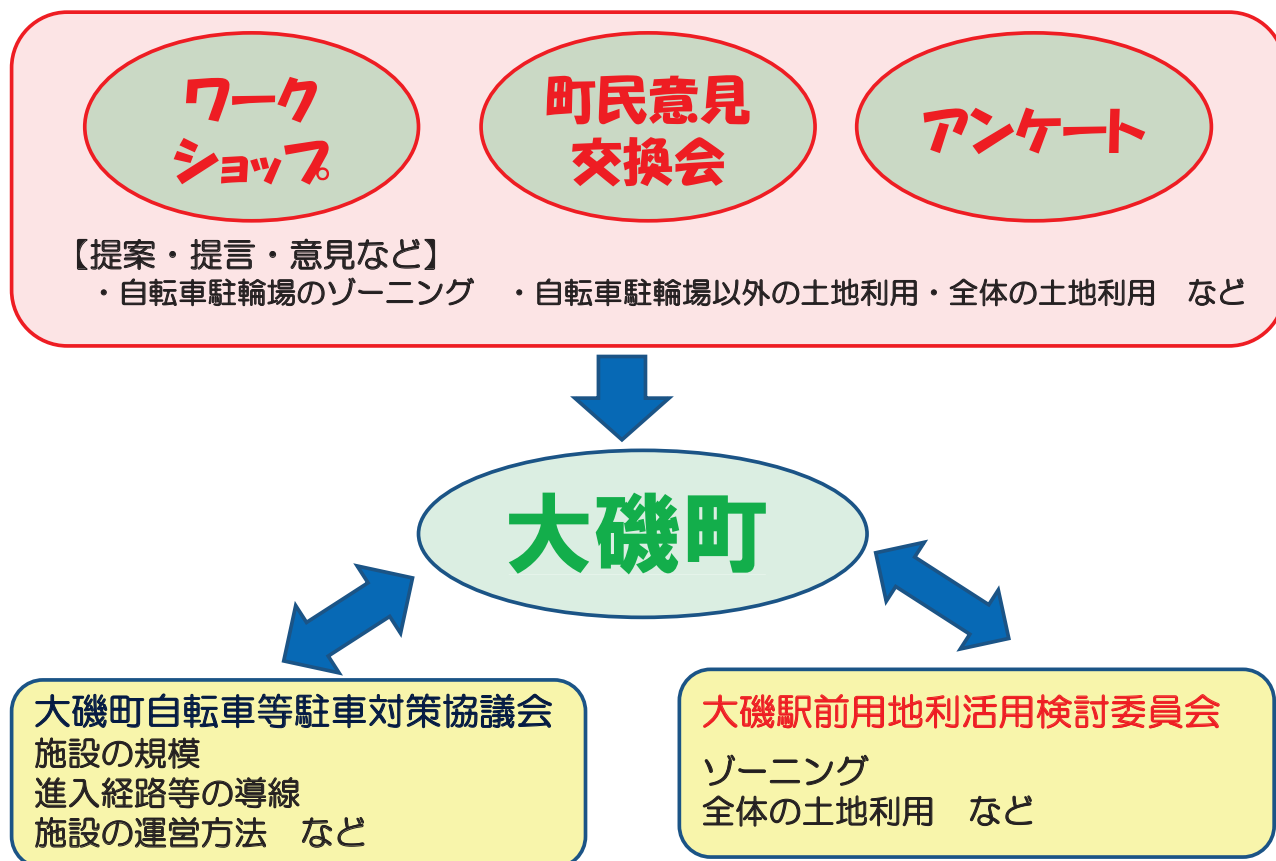 ワーク
ショップ
町民意見
交換会
アンケート
【提案・提言・意見など】
・自転車駐輪場のゾーニング　・自転車駐輪場以外の土地利用・全体の土地利用　など
大磯町
大磯町自転車等駐車対策協議会
施設の規模
進入経路等の導線
施設の運営方法　など
大磯駅前用地利活用検討委員会
ゾーニング
全体の土地利用　など